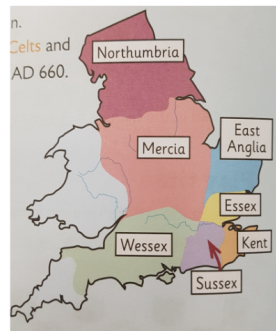 n.
Celts and
AD 660.
Northumbria
Mercia
East
Anglia
Essex
Kent
Wessex
Sussex